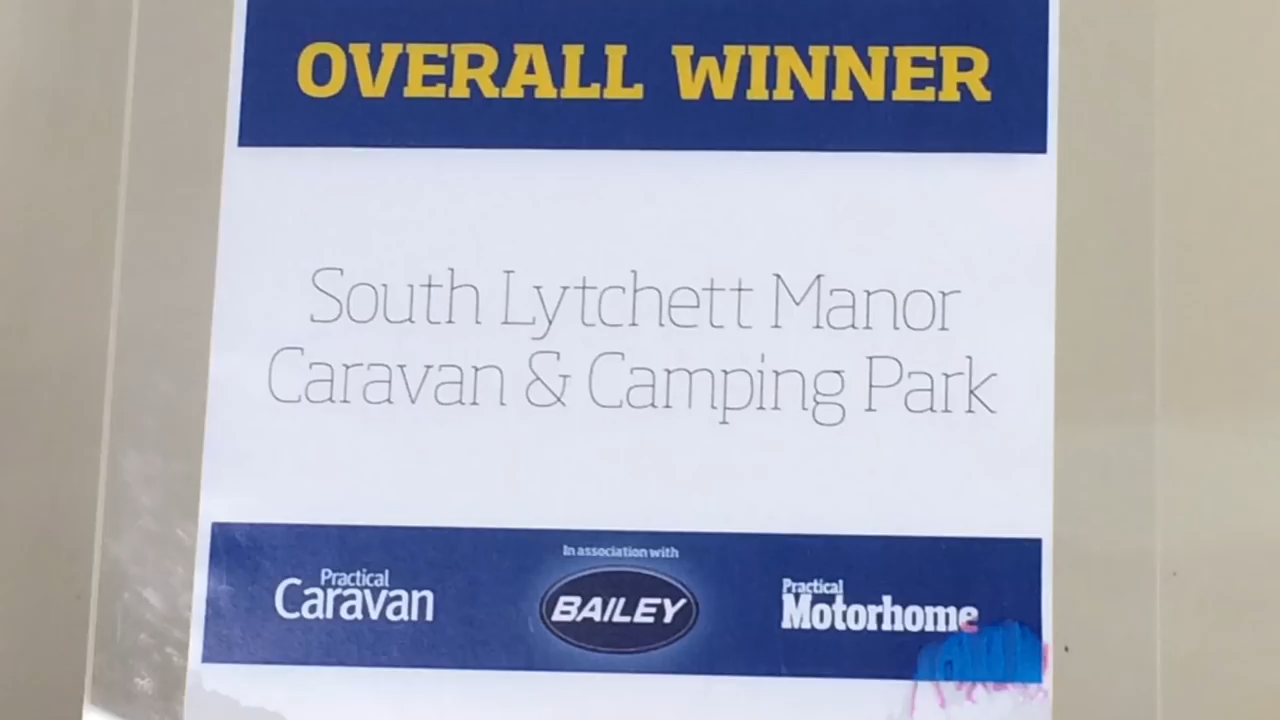 OVERALL WINNER
South Lytchett Manor
Caravan & Camping Park
In association with
Practical
Caravan
BAILEY
Practical
Motorhome